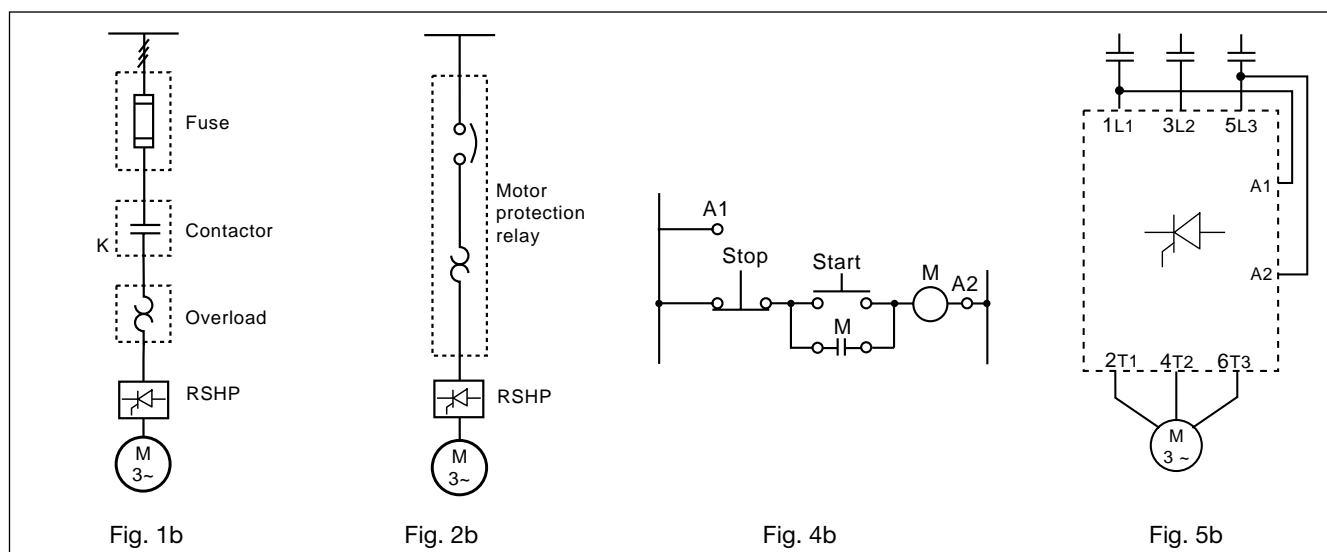 Fuse
K
Contactor
Overload
RSHP
M
3~
Fig. 1b
Motor
protection
relay
RSHP
M
3~
Fig. 2b
A1
Stop
Start
M
A2
M
Fig. 4b
1L1 3L2 5L3
A1
A2
2T1 4T2 6T3
M
3 ~
Fig. 5b